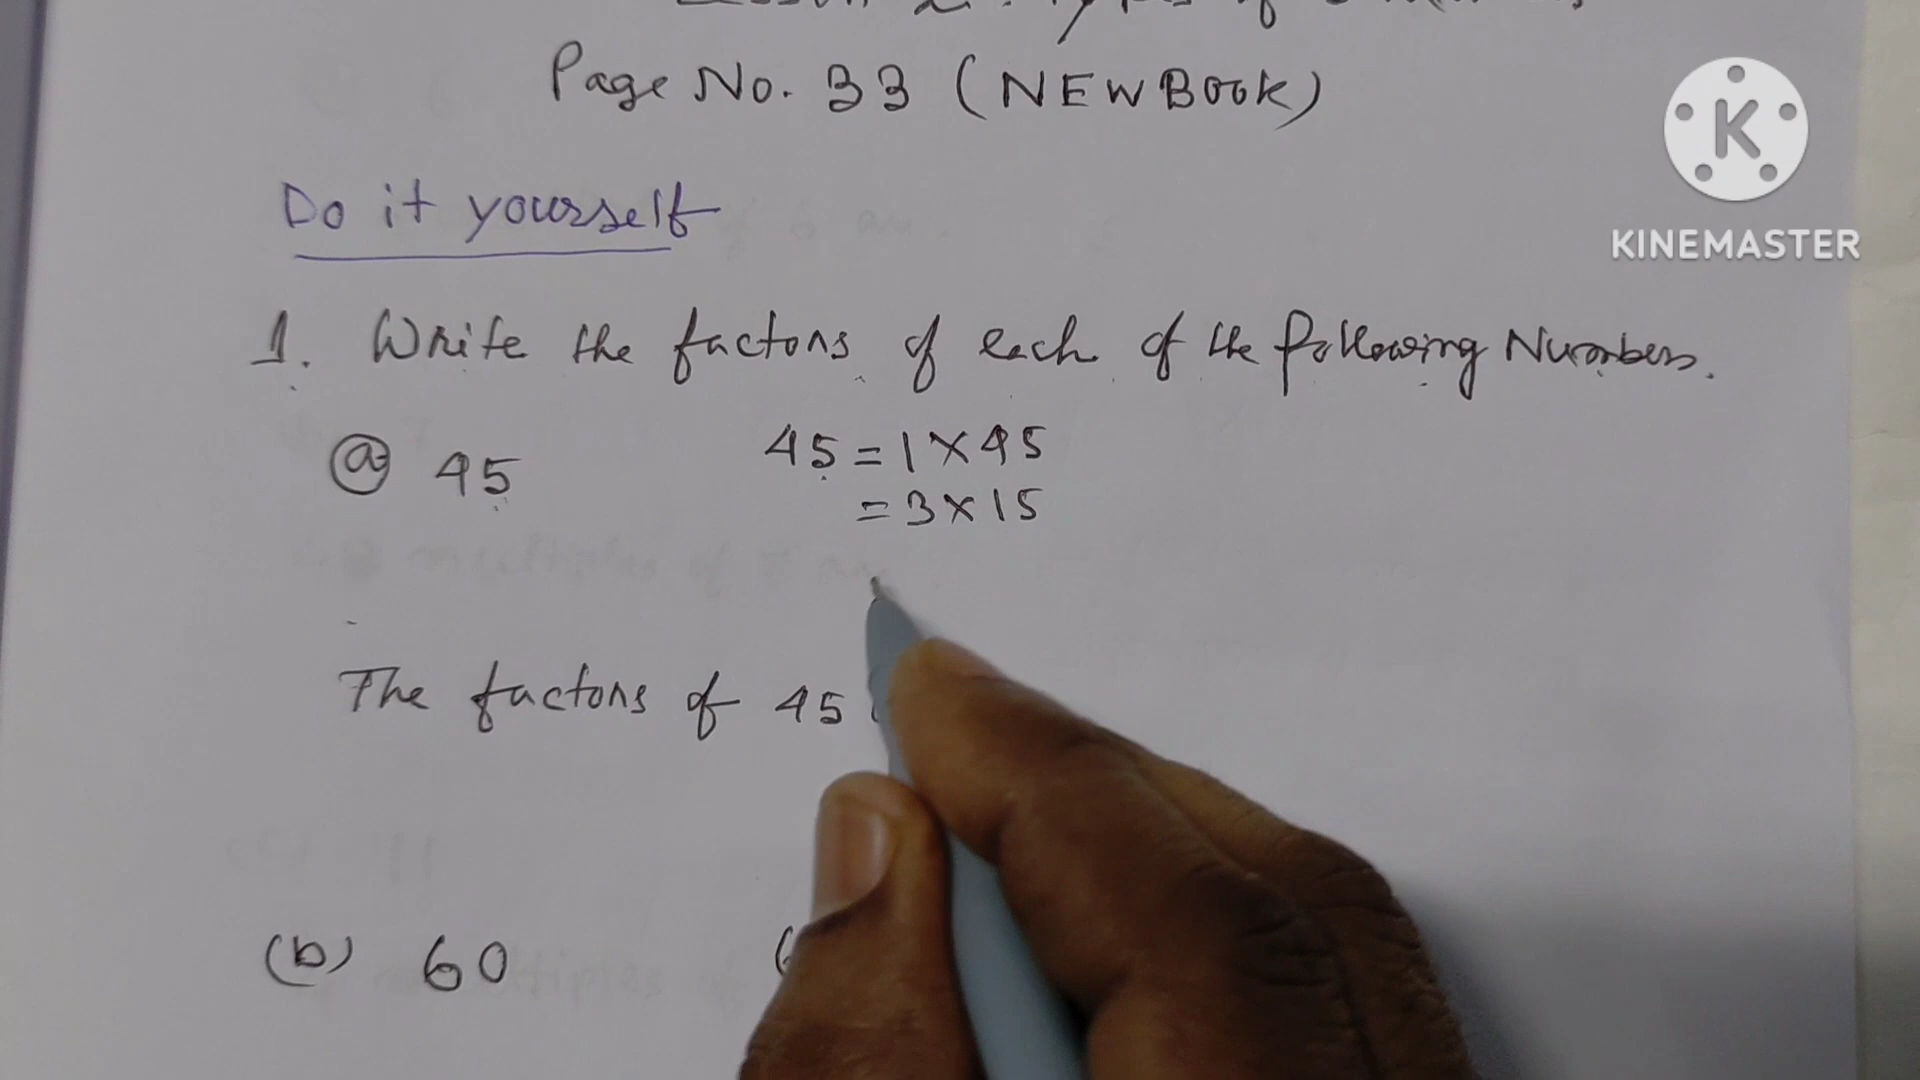 Page No. 33 (NEW BOOK)
K
KINEMASTER
Do it yourself
1. Write the factors of each of the following Numbers.
(a) 45 45 = 1 × 45
= 3 × 15
The factors of 45
(b) 60